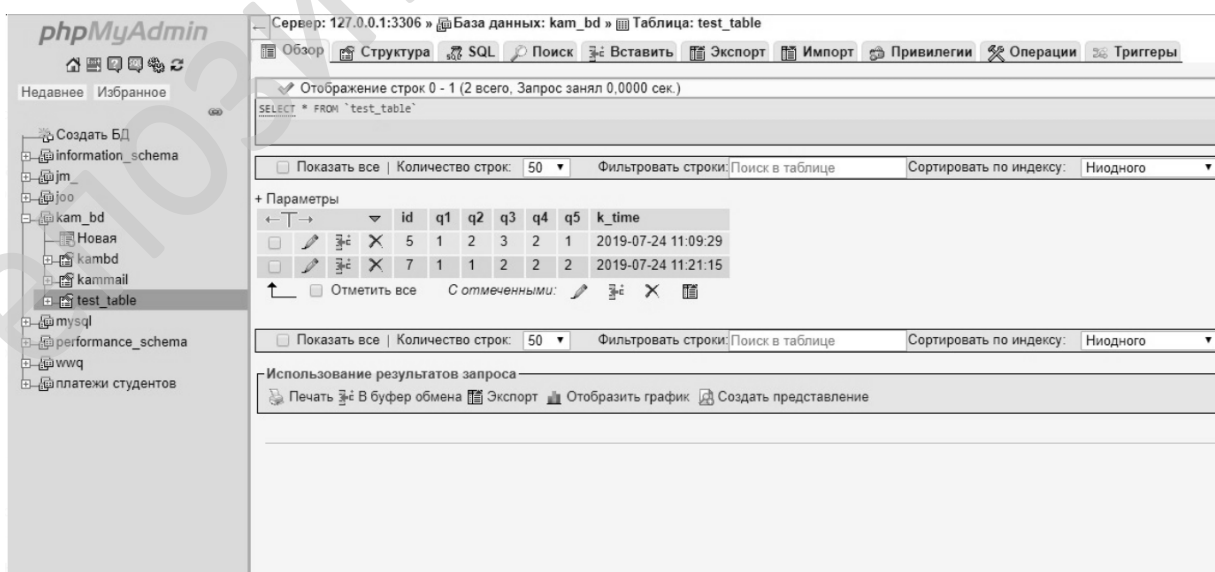 phpMyAdmin
Недавнее Избранное
Создать БД
information_schema
jm_
joo
kam_bd
Новая
kambd
kammail
test_table
mysql
performance_schema
wwq
платежи студентов
Сервер: 127.0.0.1:3306 » База данных: kam_bd » Таблица: test_table
Обзор Структура SQL Поиск Вставить Экспорт Импорт Привилегии Операции Триггеры
Отображение строк 0 - 1 (2 всего, Запрос занял 0,0000 сек.)
SELECT * FROM `test_table`
Показать все | Количество строк: 50 Фильтровать строки: Поиск в таблице Сортировать по индексу: Ниодного
+ Параметры
←T→ id q1 q2 q3 q4 q5 k_time
5 1 2 3 2 1 2019-07-24 11:09:29
7 1 1 2 2 2 2019-07-24 11:21:15
Отметить все С отмеченными:
Показать все | Количество строк: 50 Фильтровать строки: Поиск в таблице Сортировать по индексу: Ниодного
Использование результатов запроса
Печать В буфер обмена Экспорт Отобразить график Создать представление